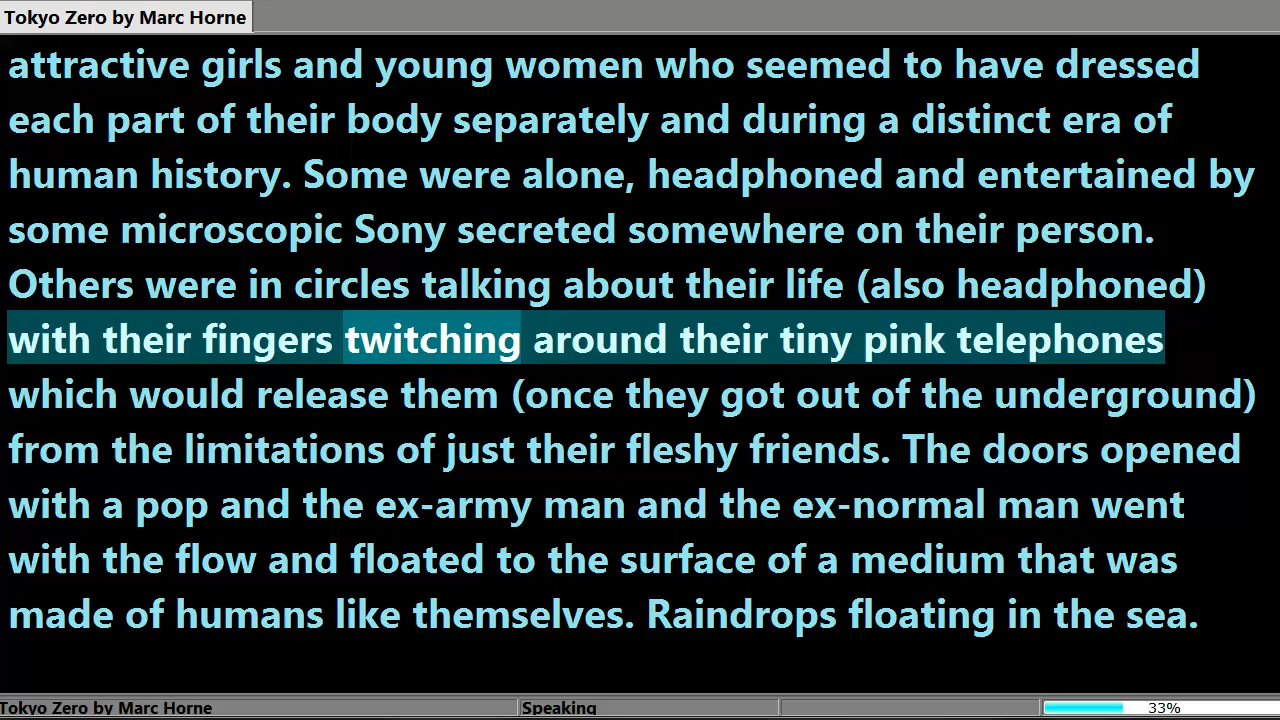 Tokyo Zero by Marc Horne
attractive girls and young women who seemed to have dressed
each part of their body separately and during a distinct era of
human history. Some were alone, headphoned and entertained by
some microscopic Sony secreted somewhere on their person.
Others were in circles talking about their life (also headphoned)
with their fingers twitching around their tiny pink telephones
which would release them (once they got out of the underground)
from the limitations of just their fleshy friends. The doors opened
with a pop and the ex-army man and the ex-normal man went
with the flow and floated to the surface of a medium that was
made of humans like themselves. Raindrops floating in the sea.
Tokyo Zero by Marc Horne Speaking 33%